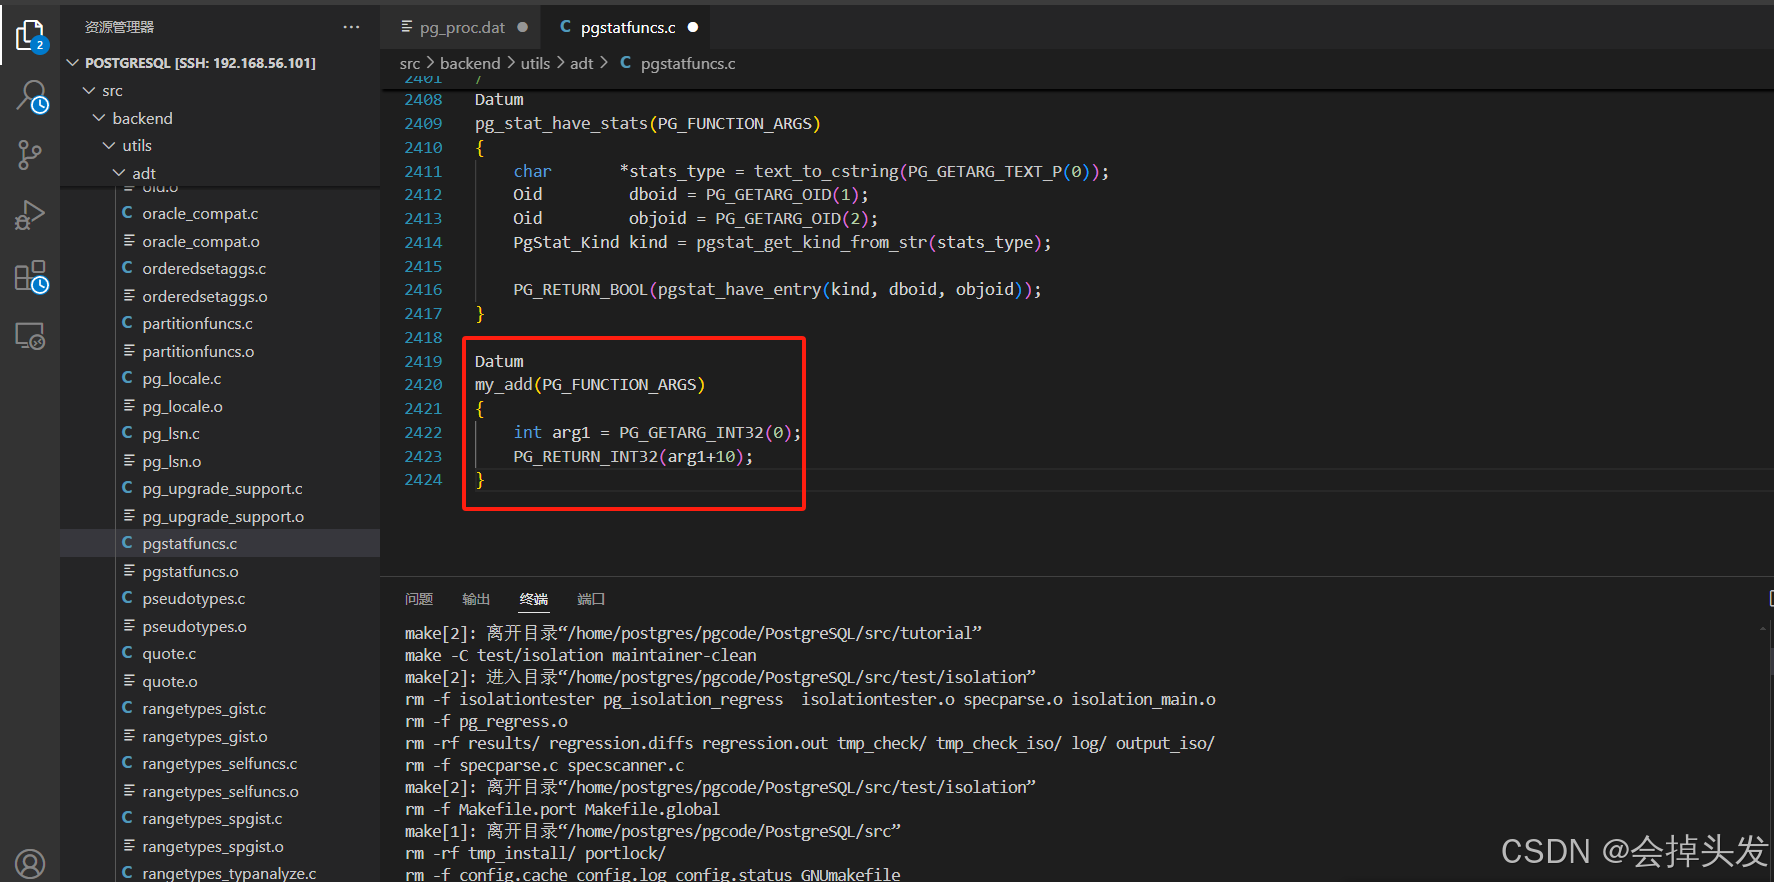 资源管理器
POSTGRESQL [SSH: 192.168.56.101]
src
backend
utils
adt
oid.o
oracle_compat.c
oracle_compat.o
orderedsetaggs.c
orderedsetaggs.o
partitionfuncs.c
partitionfuncs.o
pg_locale.c
pg_locale.o
pg_lsn.c
pg_lsn.o
pg_upgrade_support.c
pg_upgrade_support.o
pgstatfuncs.c
pgstatfuncs.o
pseudotypes.c
pseudotypes.o
quote.c
quote.o
rangetypes_gist.c
rangetypes_gist.o
rangetypes_selfuncs.c
rangetypes_selfuncs.o
rangetypes_spgist.c
rangetypes_spgist.o
rangetypes_typanalyze.c
2
pg_proc.dat
C pgstatfuncs.c
src > backend > utils > adt > C pgstatfuncs.c
2401 /
2408 Datum
2409 pg_stat_have_stats(PG_FUNCTION_ARGS)
2410 {
2411 char *stats_type = text_to_cstring(PG_GETARG_TEXT_P(0));
2412 Oid dboid = PG_GETARG_OID(1);
2413 Oid objoid = PG_GETARG_OID(2);
2414 PgStat_Kind kind = pgstat_get_kind_from_str(stats_type);
2415
2416 PG_RETURN_BOOL(pgstat_have_entry(kind, dboid, objoid));
2417 }
2418
2419 Datum
2420 my_add(PG_FUNCTION_ARGS)
2421 {
2422 int arg1 = PG_GETARG_INT32(0);
2423 PG_RETURN_INT32(arg1+10);
2424 }
问题 输出 终端 端口
make[2]: 离开目录“/home/postgres/pgcode/PostgreSQL/src/tutorial”
make -C test/isolation maintainer-clean
make[2]: 进入目录“/home/postgres/pgcode/PostgreSQL/src/test/isolation”
rm -f isolationtester pg_isolation_regress  isolationtester.o specparse.o isolation_main.o
rm -f pg_regress.o
rm -rf results/ regression.diffs regression.out tmp_check/ tmp_check_iso/ log/ output_iso/
rm -f specparse.c specscanner.c
make[2]: 离开目录“/home/postgres/pgcode/PostgreSQL/src/test/isolation”
rm -f Makefile.port Makefile.global
make[1]: 离开目录“/home/postgres/pgcode/PostgreSQL/src”
rm -rf tmp_install/ portlock/
rm -f config.cache config.log config.status GNUmakefile
CSDN @会掉头发